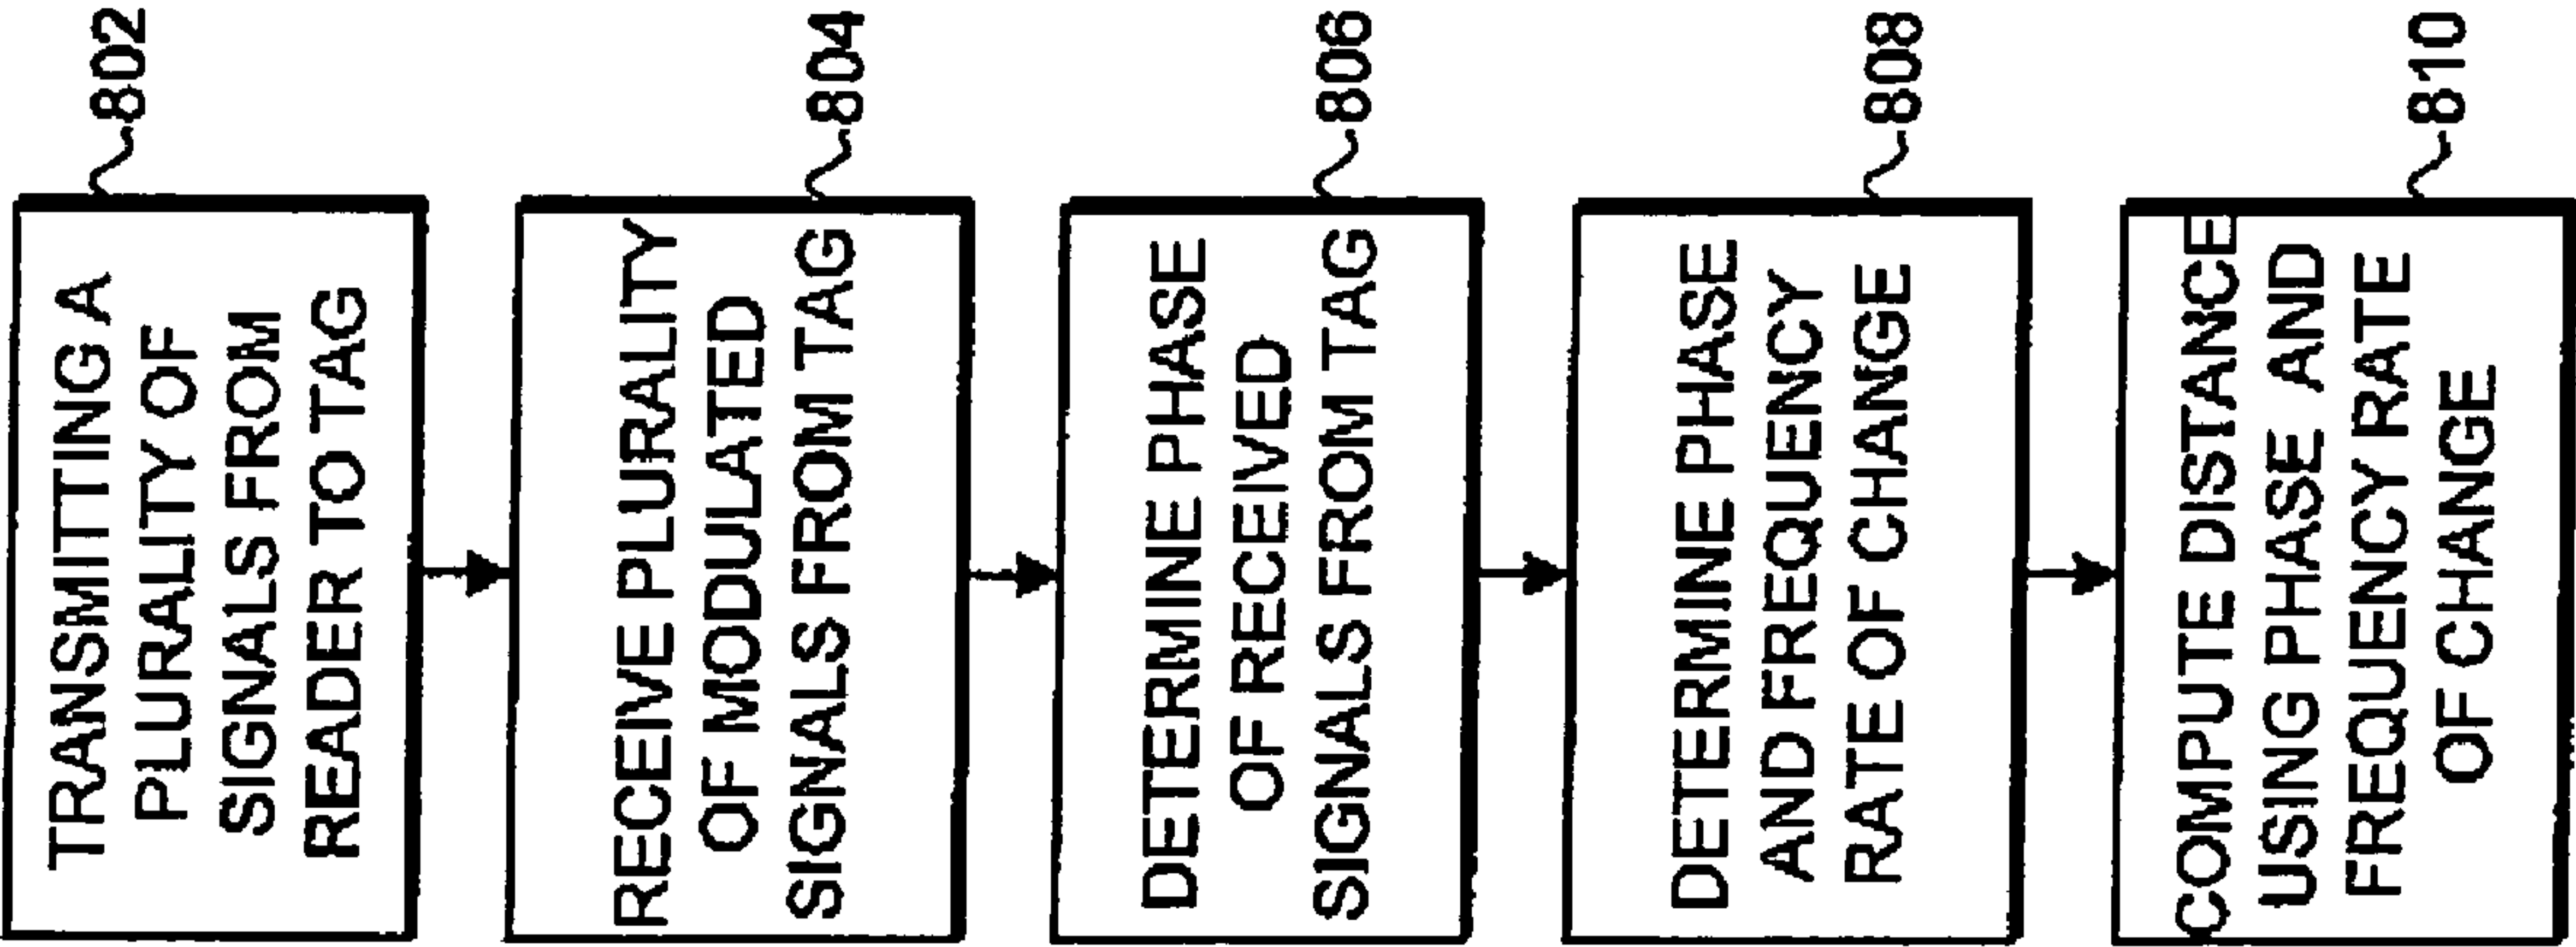 TRANSMITTING A
PLURALITY OF
SIGNALS FROM
READER TO TAG
802
RECEIVE PLURALITY
OF MODULATED
SIGNALS FROM TAG
804
DETERMINE PHASE
OF RECEIVED
SIGNALS FROM TAG
806
DETERMINE PHASE
AND FREQUENCY
RATE OF CHANGE
808
COMPUTE DISTANCE
USING PHASE AND
FREQUENCY RATE
OF CHANGE
810